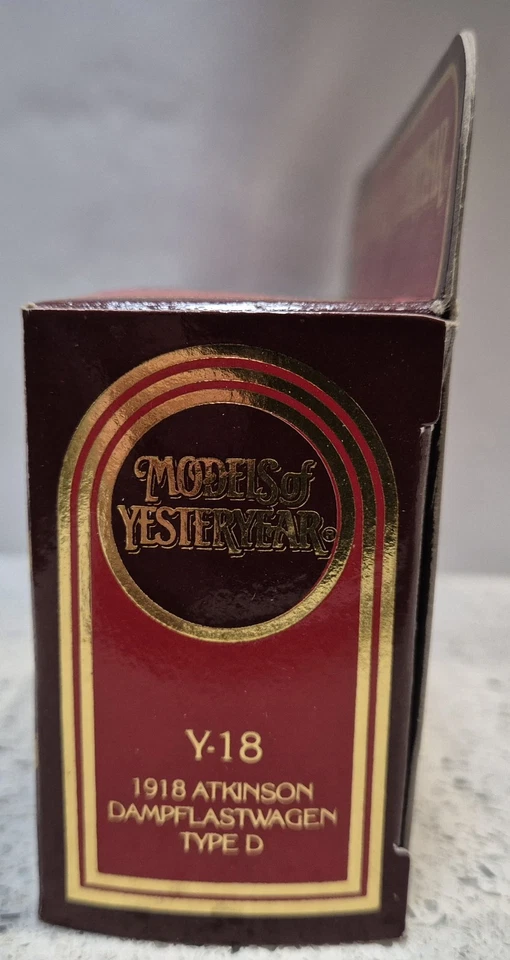 MODELS of
YESTERYEAR®
Y-18
1918 ATKINSON
DAMPFLASTWAGEN
TYPE D